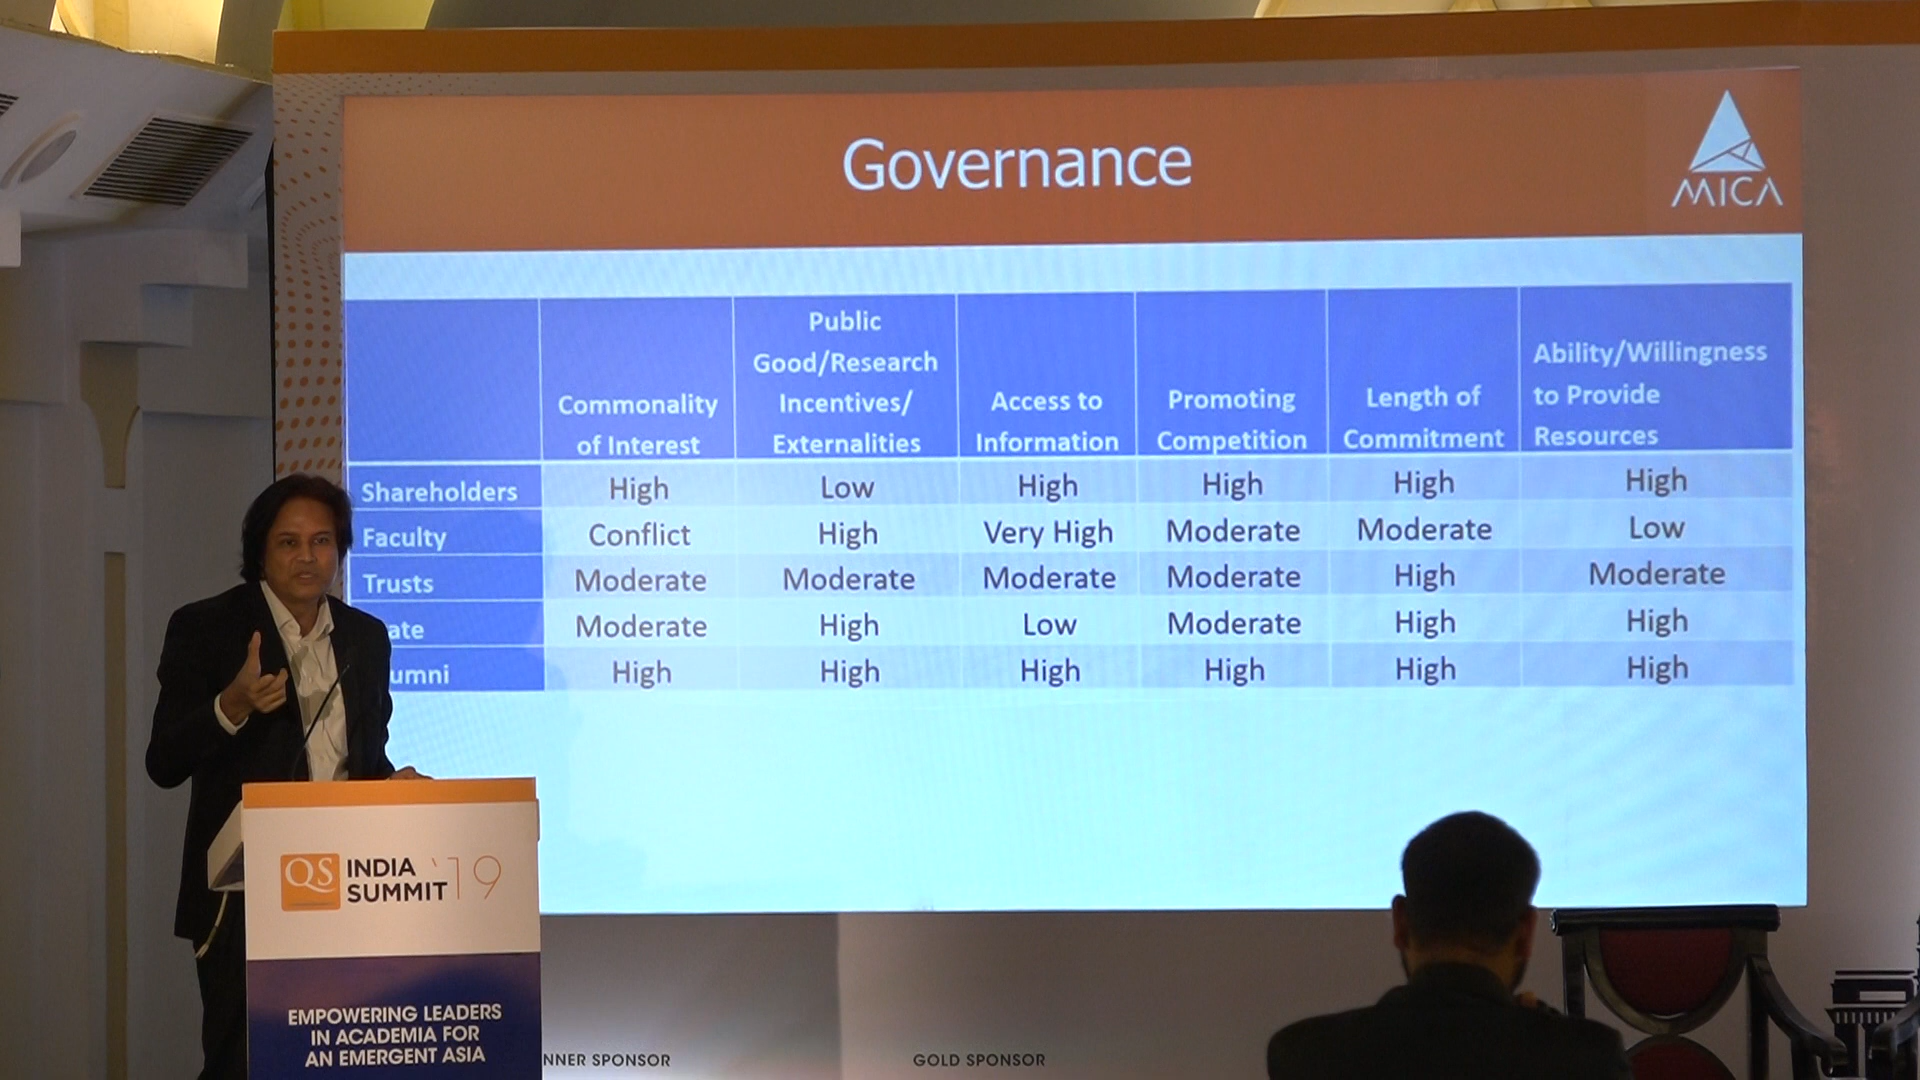 Governance
MICA
Commonality
of Interest
Public
Good/Research
Incentives/
Externalities
Access to
Information
Promoting
Competition
Length of
Commitment
Ability/Willingness
to Provide
Resources
Shareholders High Low High High High High
Faculty Conflict High Very High Moderate Moderate Low
Trusts Moderate Moderate Moderate Moderate High Moderate
ate Moderate High Low Moderate High High
umni High High High High High High
QS INDIA
SUMMIT '19
EMPOWERING LEADERS
IN ACADEMIA FOR
AN EMERGENT ASIA
NNER SPONSOR
GOLD SPONSOR